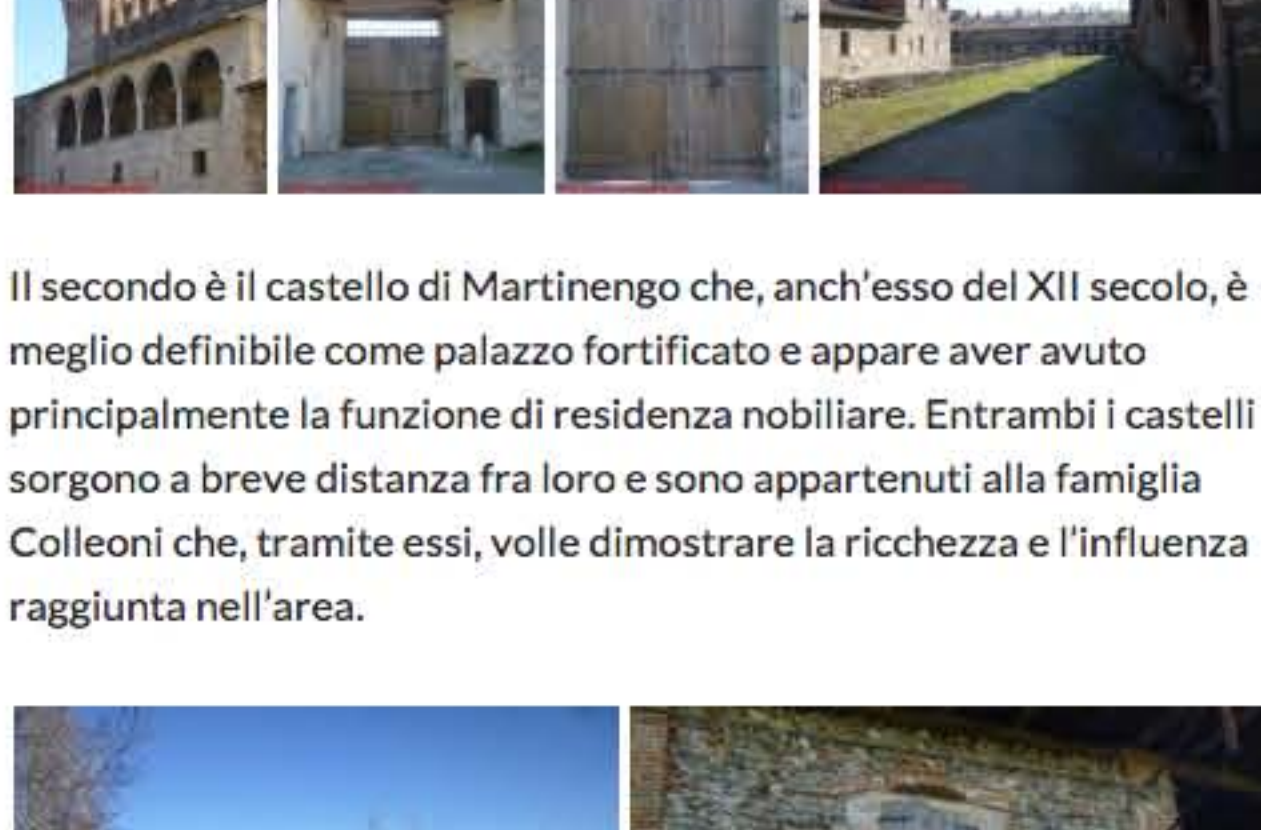 Il secondo è il castello di Martinengo che, anch'esso del XII secolo, è
meglio definibile come palazzo fortificato e appare aver avuto
principalmente la funzione di residenza nobiliare. Entrambi i castelli
sorgono a breve distanza fra loro e sono appartenuti alla famiglia
Colleoni che, tramite essi, volle dimostrare la ricchezza e l'influenza
raggiunta nell'area.